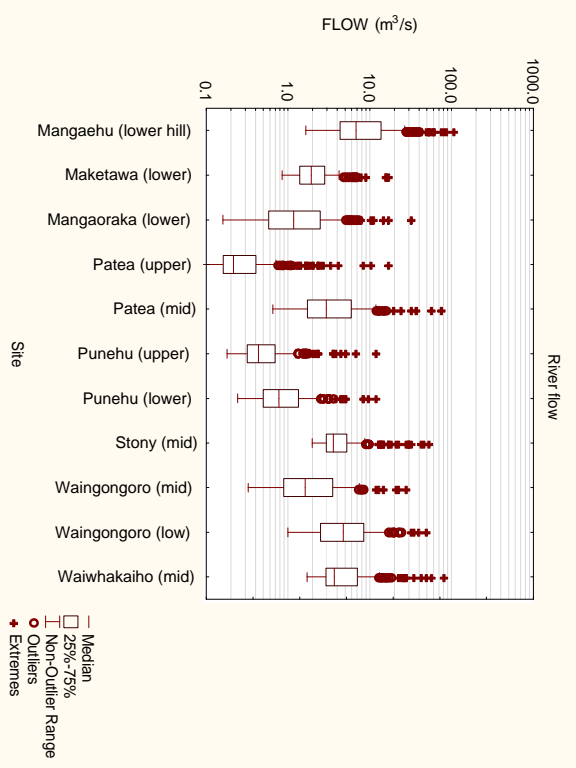 River flow
FLOW (m³/s)
1000.0
100.0
10.0
1.0
0.1
Mangaehu (lower hill)
Maketawa (lower)
Mangaoraka (lower)
Patea (upper)
Patea (mid)
Punehu (upper)
Punehu (lower)
Stony (mid)
Waingongoro (mid)
Waingongoro (low)
Waiwhakaiho (mid)
Site
Median
25%-75%
Non-Outlier Range
Outliers
Extremes